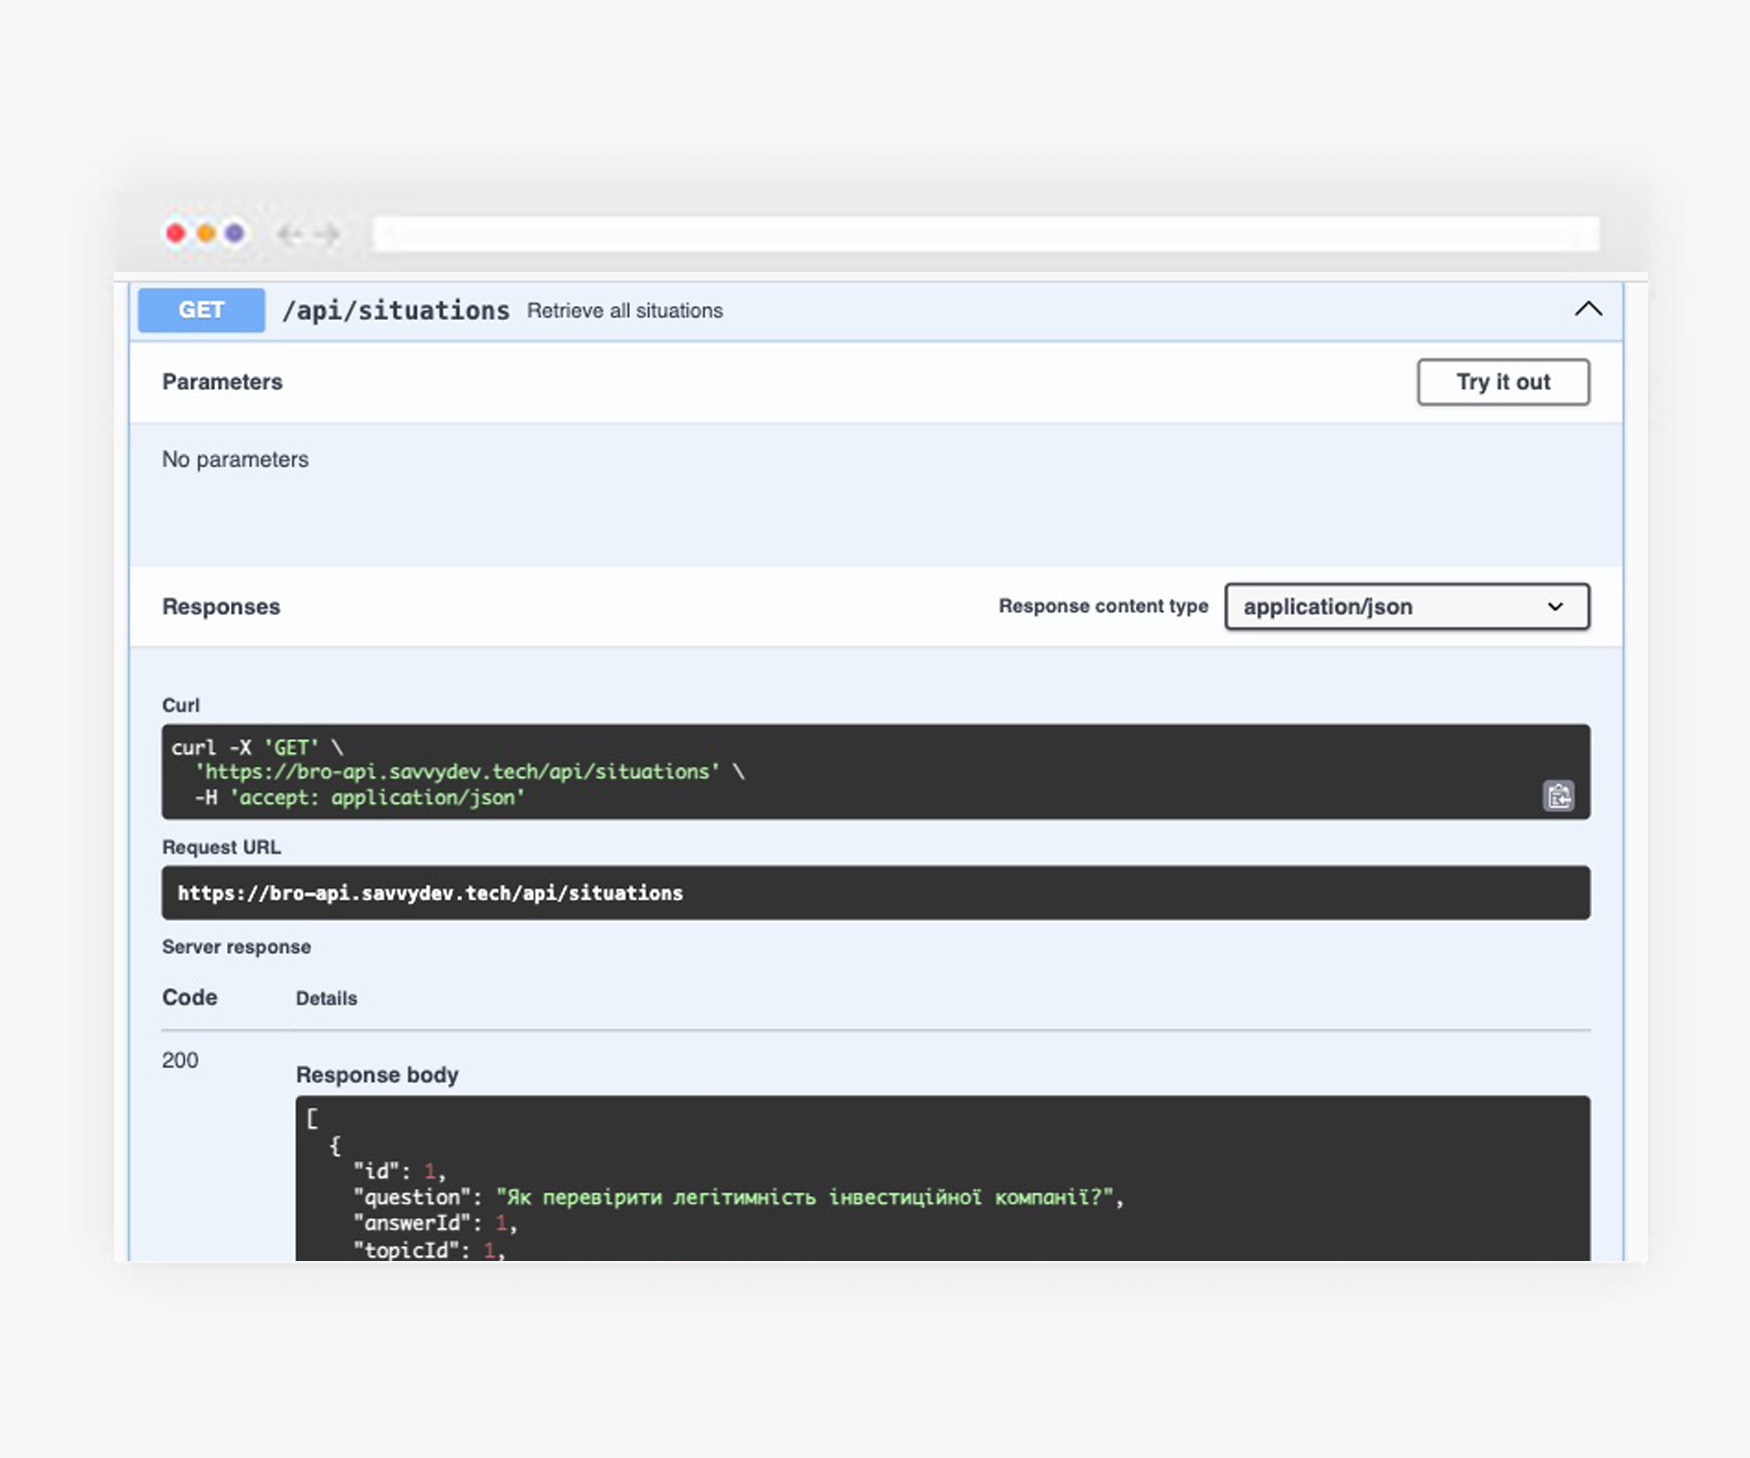 GET /api/situations Retrieve all situations
Parameters
Try it out
No parameters
Responses
Response content type
application/json
Curl
curl -X 'GET' \
'https://bro-api.savvydev.tech/api/situations' \
-H 'accept: application/json'
Request URL
https://bro-api.savvydev.tech/api/situations
Server response
Code Details
200
Response body
[
{
"id": 1,
"question": "Як перевірити легітимність інвестиційної компанії?",
"answerId": 1,
"topicId": 1,